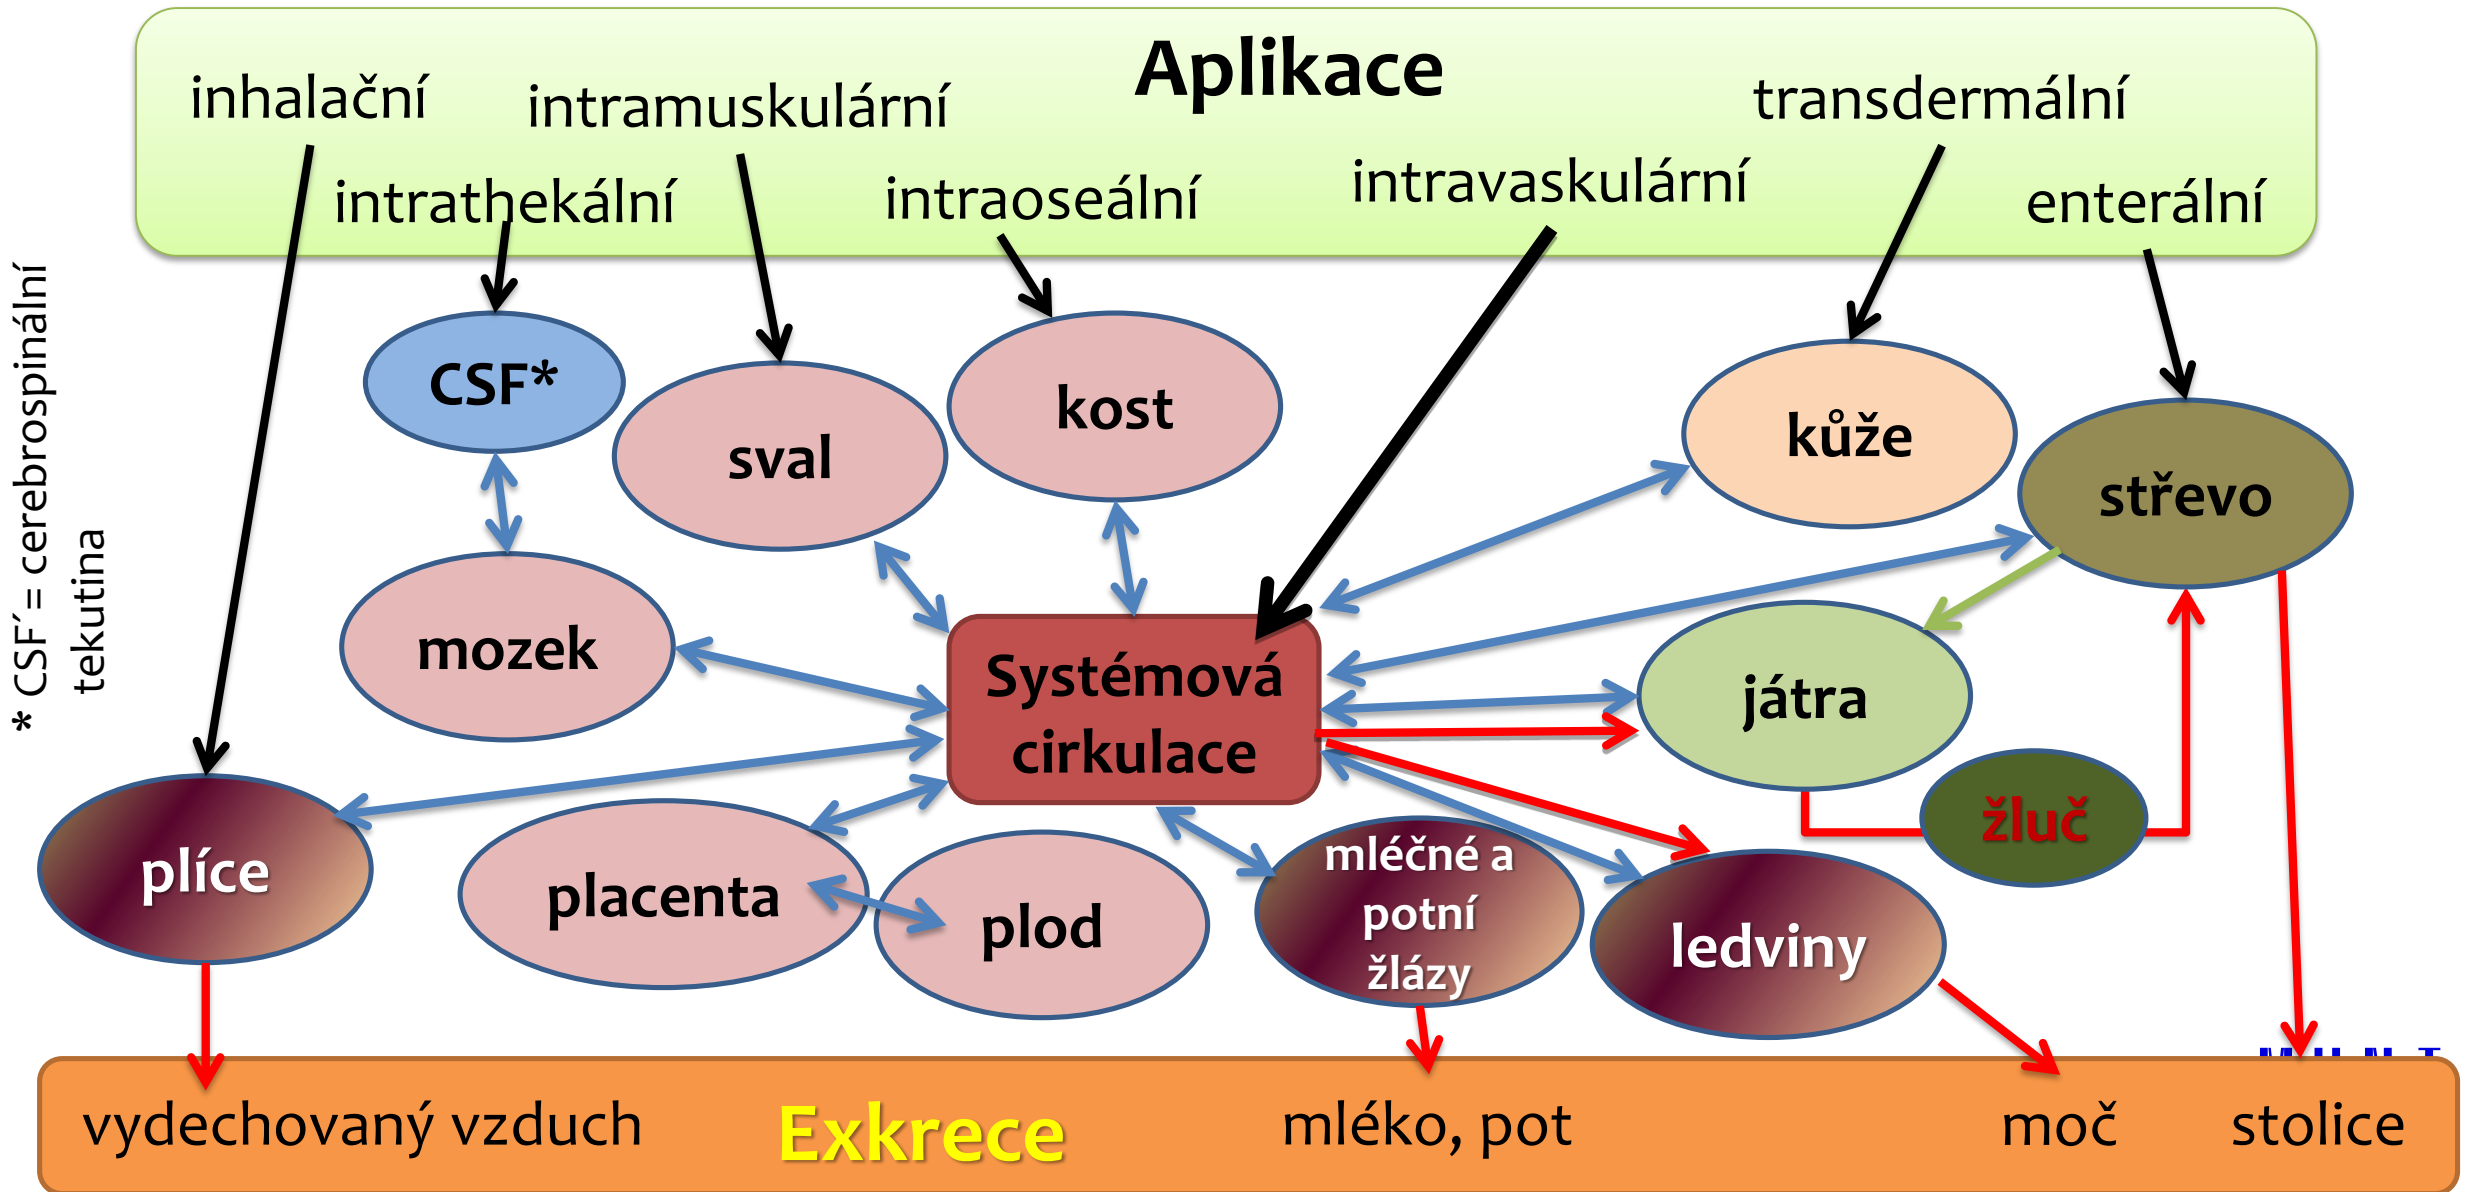 Aplikace
inhalační
intramuskulární
transdermální
intrathekální
intraoseální
intravaskulární
enterální
* CSF´= cerebrospinální
tekutina
CSF*
sval
kost
kůže
střevo
mozek
Systémová
cirkulace
játra
žluč
plíce
placenta
plod
mléčné a
potní
žlázy
ledviny
vydechovaný vzduch
Exkrece
mléko, pot
moč
stolice